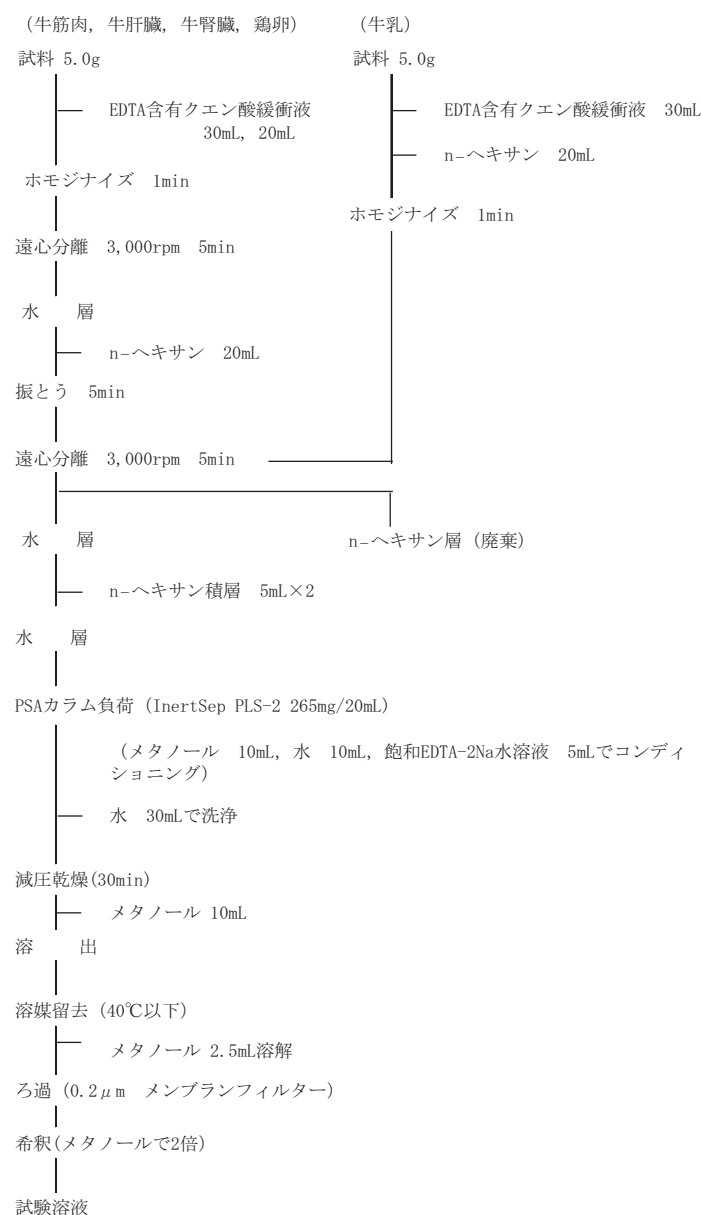 (牛筋肉, 牛肝臓, 牛腎臓, 鶏卵)
試料 5.0g
EDTA含有クエン酸緩衝液
30mL, 20mL
ホモジナイズ 1min
遠心分離 3,000rpm 5min
水 層
n-ヘキサン 20mL
振とう 5min
遠心分離 3,000rpm 5min
(牛乳)
試料 5.0g
EDTA含有クエン酸緩衝液 30mL
n-ヘキサン 20mL
ホモジナイズ 1min
水 層
n-ヘキサン層 (廃棄)
n-ヘキサン積層 5mL×2
水 層
PSAカラム負荷 (InertSep PLS-2 265mg/20mL)
(メタノール 10mL, 水 10mL, 飽和EDTA-2Na水溶液 5mLでコンディ
ショニング)
水 30mLで洗浄
減圧乾燥(30min)
メタノール 10mL
溶 出
溶媒留去 (40℃以下)
メタノール 2.5mL溶解
ろ過 (0.2μm メンブランフィルター)
希釈(メタノールで2倍)
試験溶液